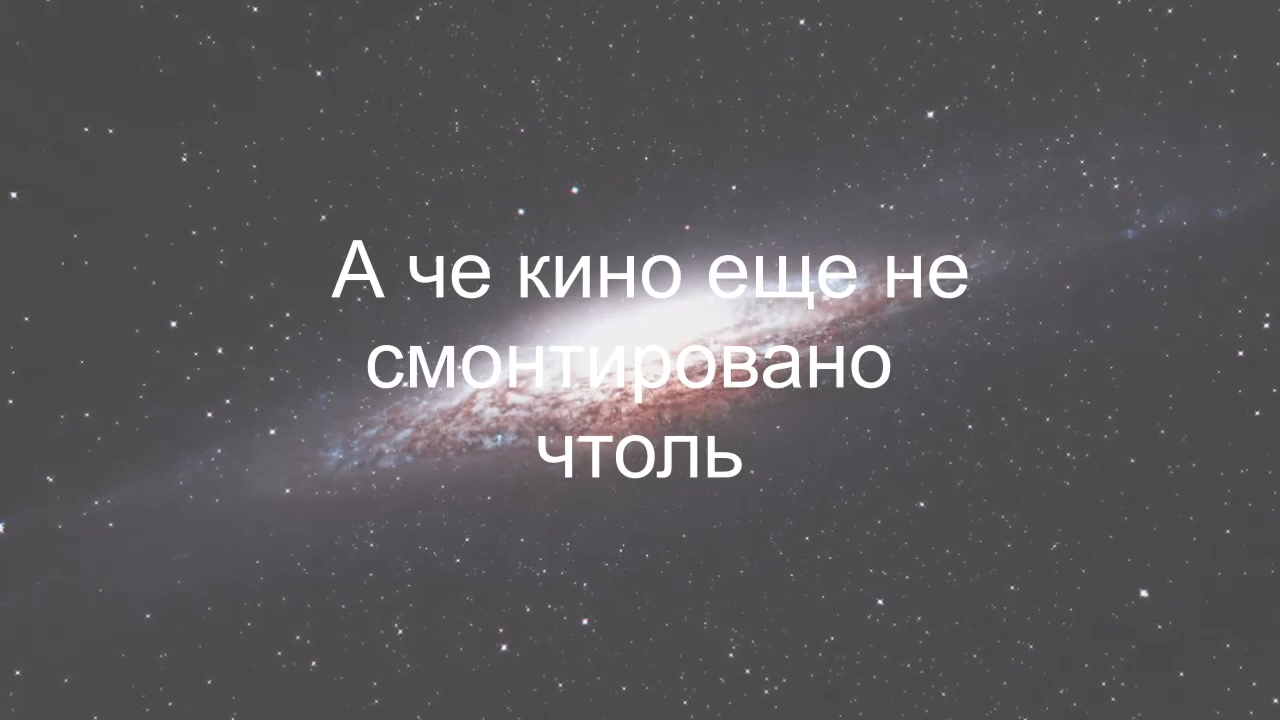 А че кино еще не
смонтировано
чтоль